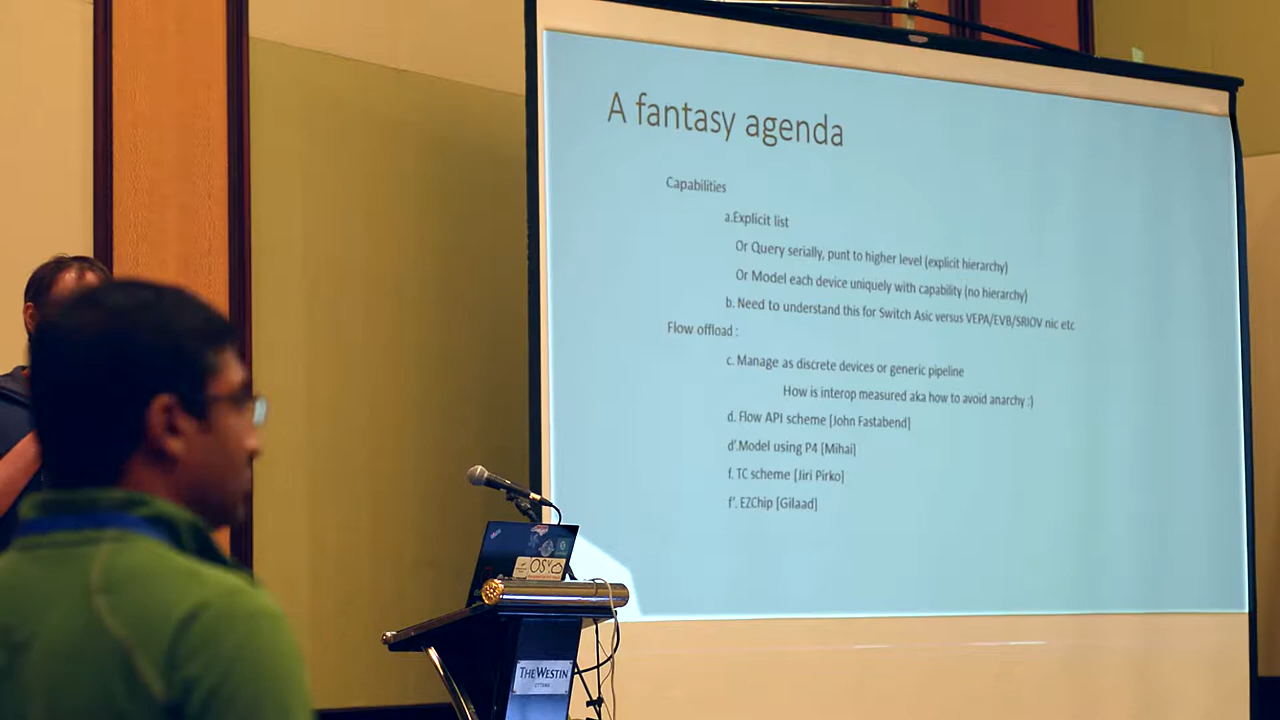 A fantasy agenda
Capabilities
a.Explicit list
Or Query serially, punt to higher level (explicit hierarchy)
Or Model each device uniquely with capability (no hierarchy)
b. Need to understand this for Switch Asic versus VEPA/EVB/SRIOV nic etc
Flow offload :
c. Manage as discrete devices or generic pipeline
How is interop measured aka how to avoid anarchy :)
d. Flow API scheme [John Fastabend]
d'.Model using P4 [Mihai]
f. TC scheme [Jiri Pirko]
f'. EZChip [Gilaad]
THE WESTIN
OTTAWA